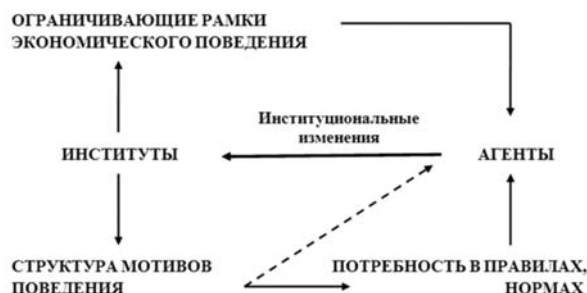 ОГРАНИЧИВАЮЩИЕ РАМКИ
ЭКОНОМИЧЕСКОГО ПОВЕДЕНИЯ
Институциональные
изменения
ИНСТИТУТЫ
АГЕНТЫ
СТРУКТУРА МОТИВОВ
ПОВЕДЕНИЯ
ПОТРЕБНОСТЬ В ПРАВИЛАХ,
НОРМАХ